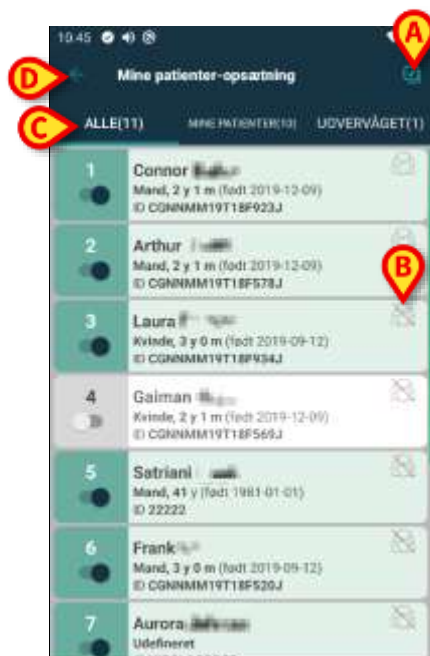 10.45
A
D
Mine patienter-opsætning
C
ALLE(11) MINE PATIENTER(10) UOVERVÅGET(1)
1
Connor
Mand, 2 y 1 m (født 2019-12-09)
ID CGNNMM19T18F923J
2
Arthur
Mand, 2 y 1 m (født 2019-12-09)
ID CGNNMM19T18F578J
B
3
Laura
Kvinde, 3 y 0 m (født 2019-09-12)
ID CGNNMM19T18F934J
4
Gaiman
Kvinde, 2 y 1 m (født 2019-12-09)
ID CGNNMM19T18F569J
5
Satriani
Mand, 41 y (født 1981-01-01)
ID 22222
6
Frank
Mand, 3 y 0 m (født 2019-09-12)
ID CGNNMM19T18F520J
7
Aurora
Udefineret